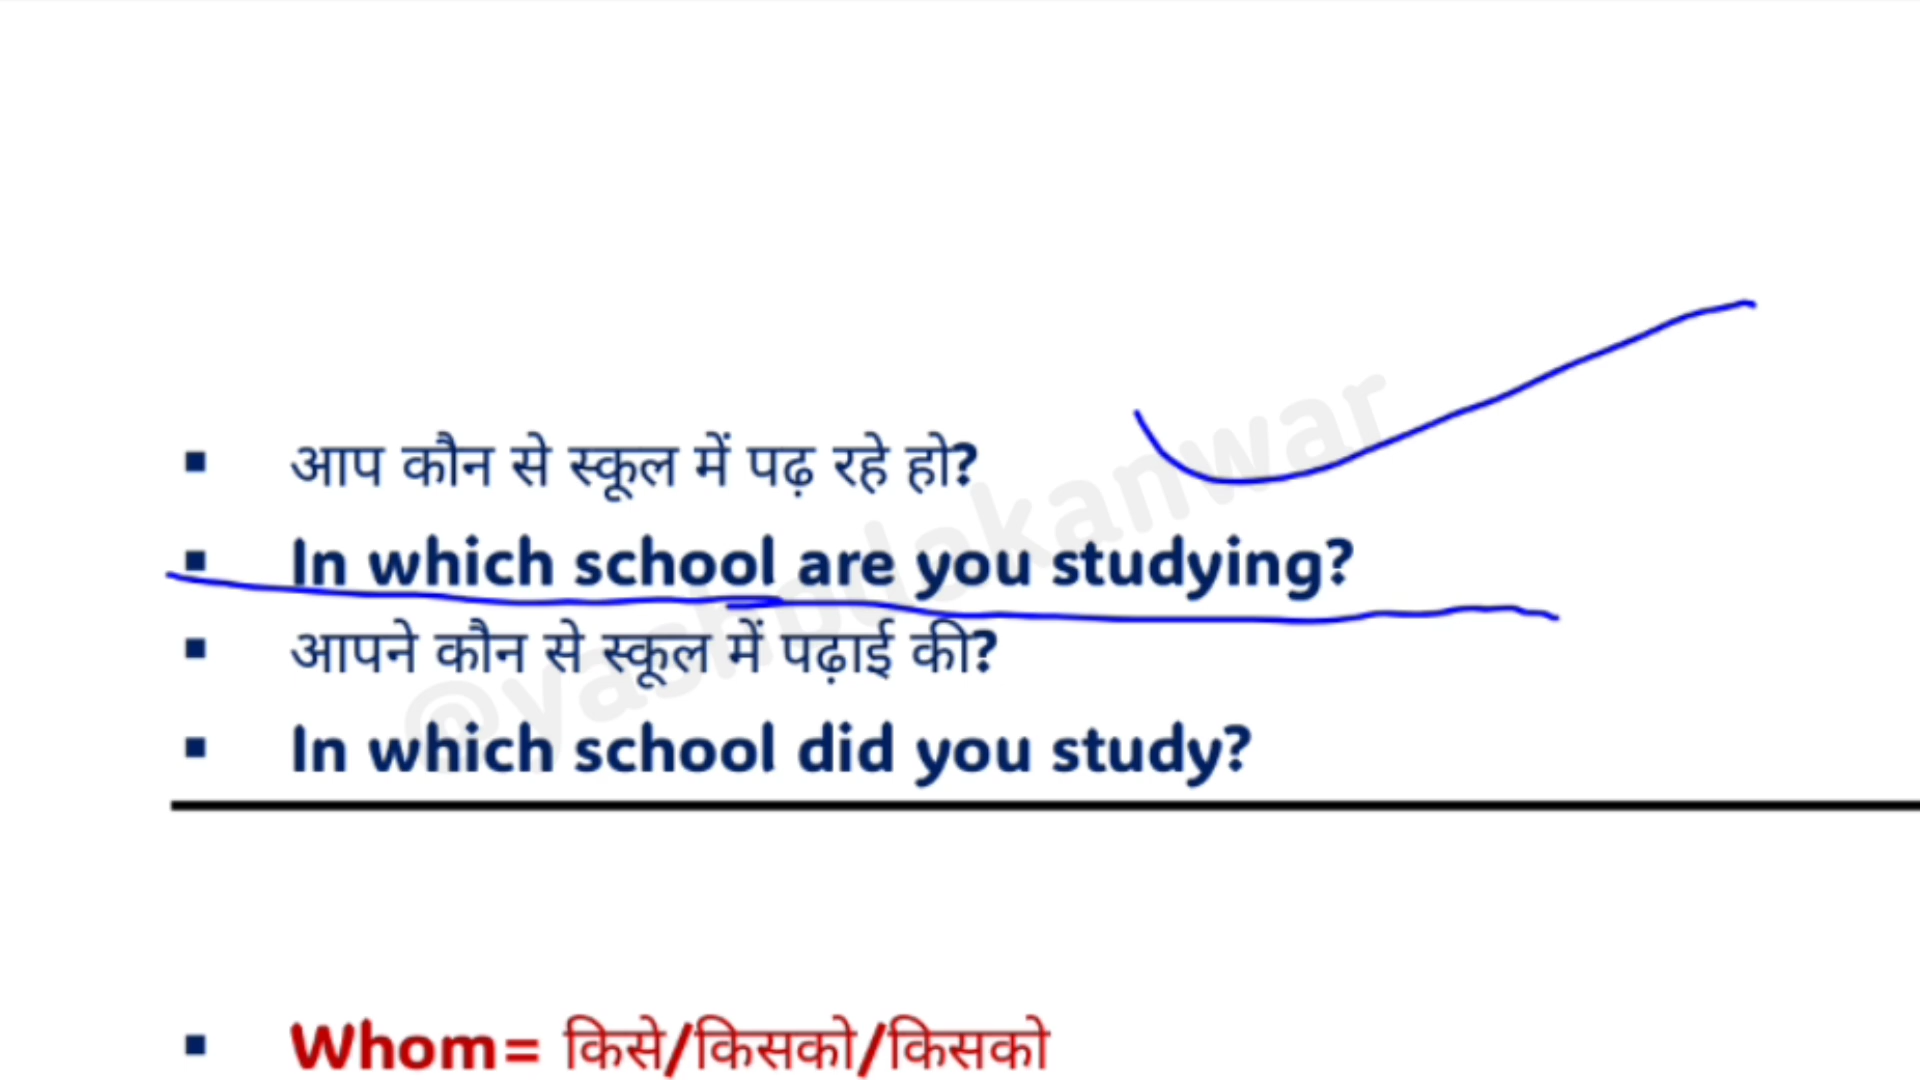 आप कौन से स्कूल में पढ़ रहे हो?
In which school are you studying?
आपने कौन से स्कूल में पढ़ाई की?
In which school did you study?
@yashodakanwar
Whom= किसे/किसको/किसको